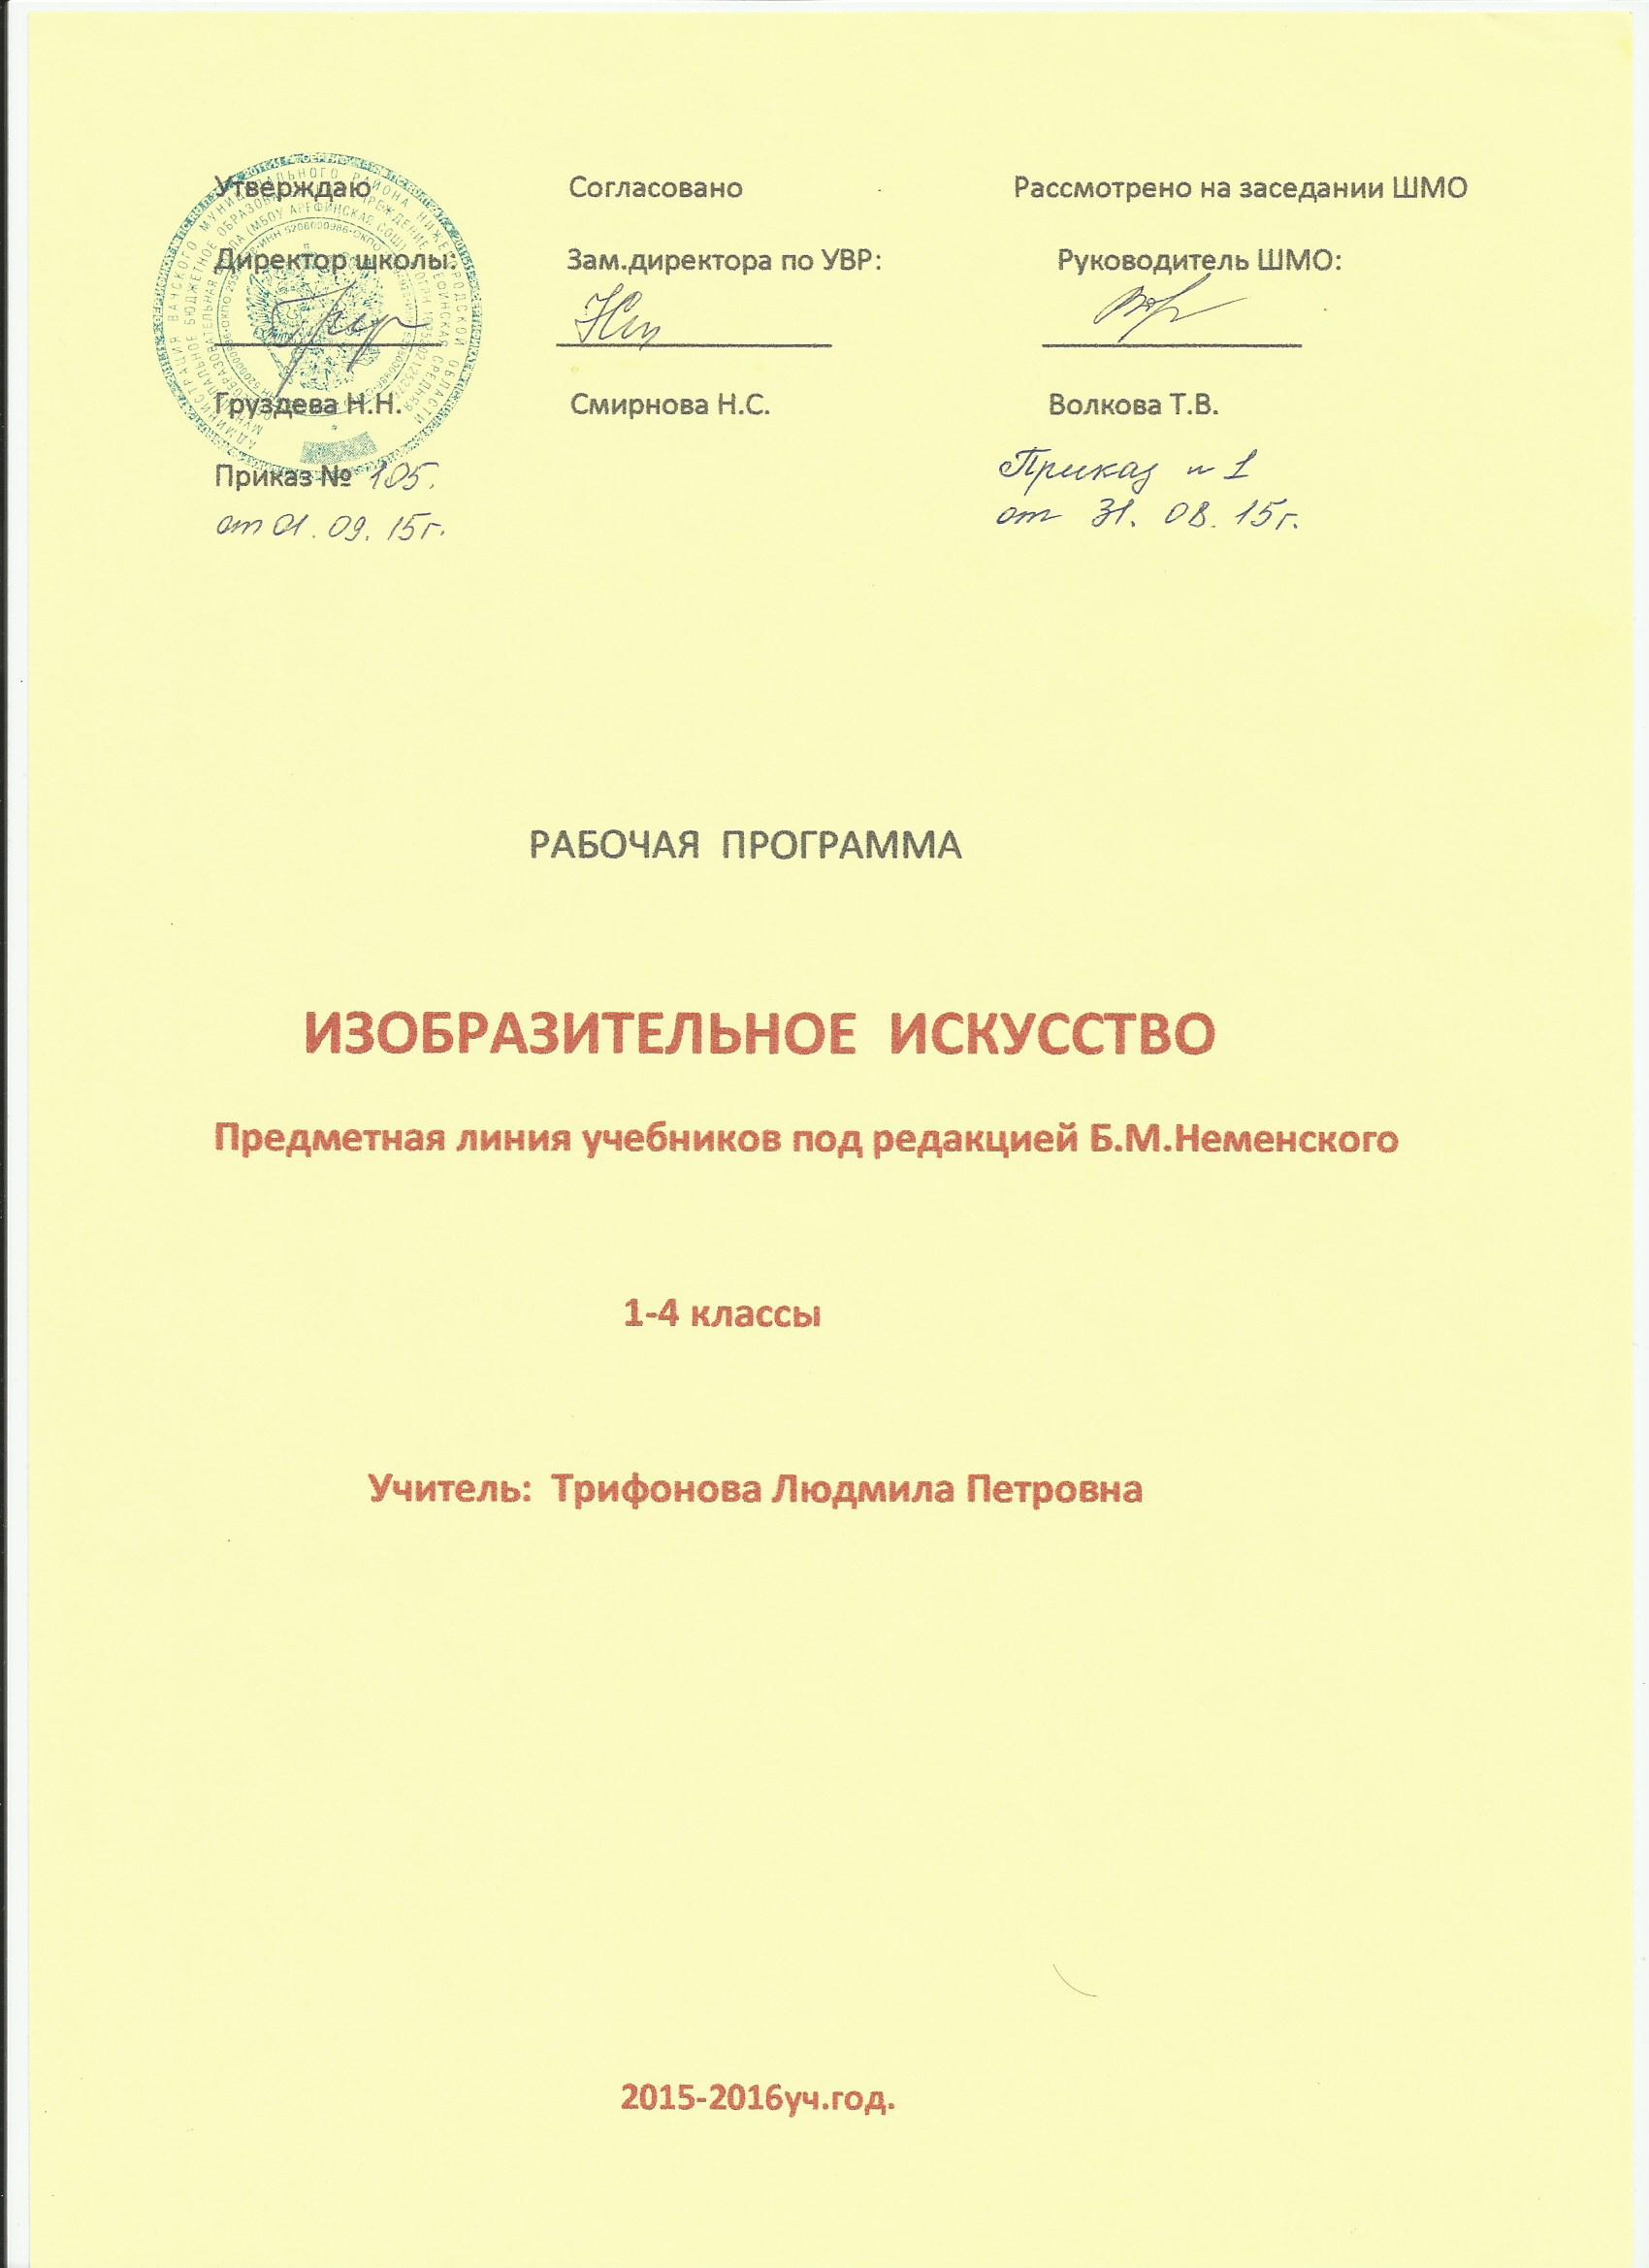 Утверждаю Согласовано Рассмотрено на заседании ШМО
Директор школы: Зам.директора по УВР: Руководитель ШМО:
Груздева Н.Н. Смирнова Н.С. Волкова Т.В.
Приказ № 105. Приказ №1
от 01.09.15г. от 31.08.15г.
РАБОЧАЯ ПРОГРАММА
ИЗОБРАЗИТЕЛЬНОЕ ИСКУССТВО
Предметная линия учебников под редакцией Б.М.Неменского
1-4 классы
Учитель: Трифонова Людмила Петровна
2015-2016уч.год.